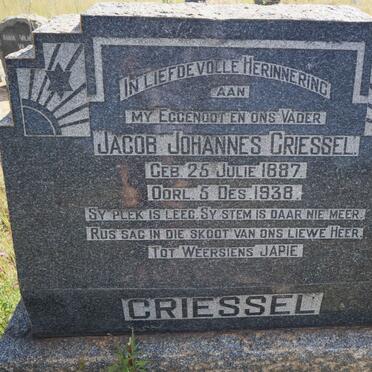 IN LIEFDEVOLLE HERINNERING
AAN
MY EGGENOOT EN ONS VADER
JACOB JOHANNES GRIESSEL.
GEB. 25 JULIE 1887.
OORL. 5 DES. 1938.
SY PLEK IS LEEG, SY STEM IS DAAR NIE MEER.
RUS SAG IN DIE SKOOT VAN ONS LIEWE HEER.
TOT WEERSIENS JAPIE.
GRIESSEL